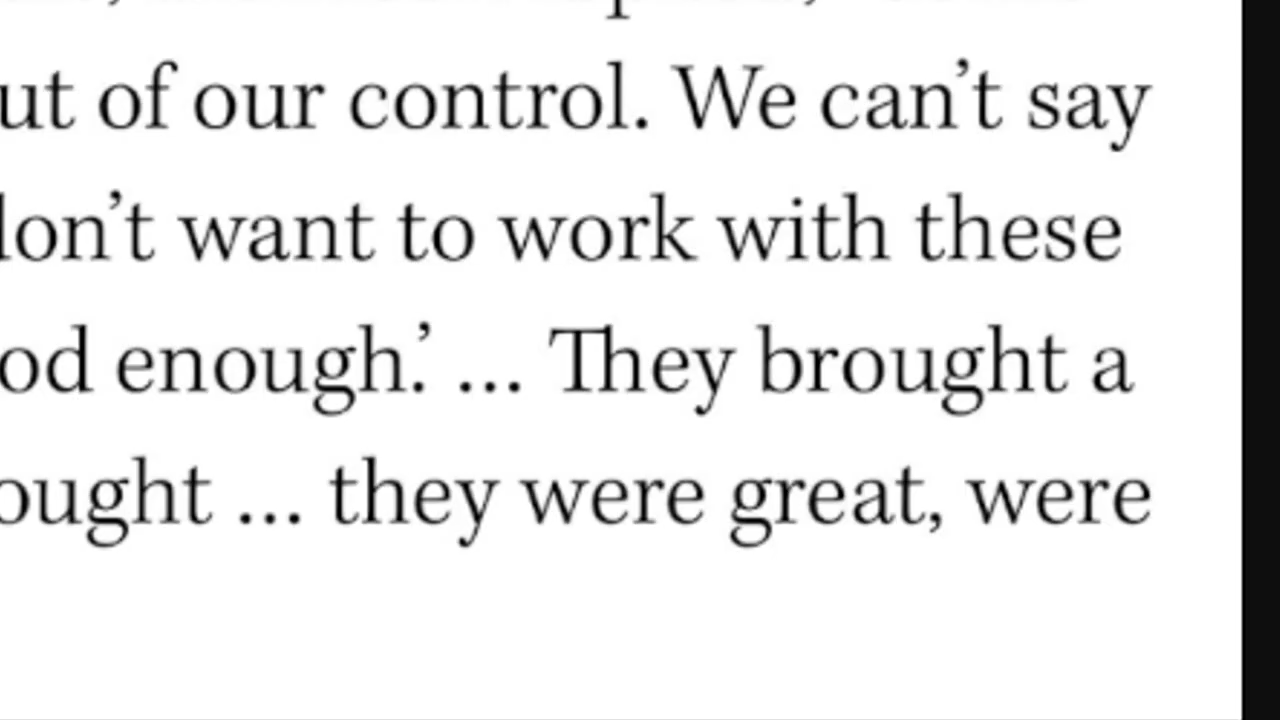 ut of our control. We can’t say
don’t want to work with these
od enough.’ ... They brought a
ought ... they were great, were